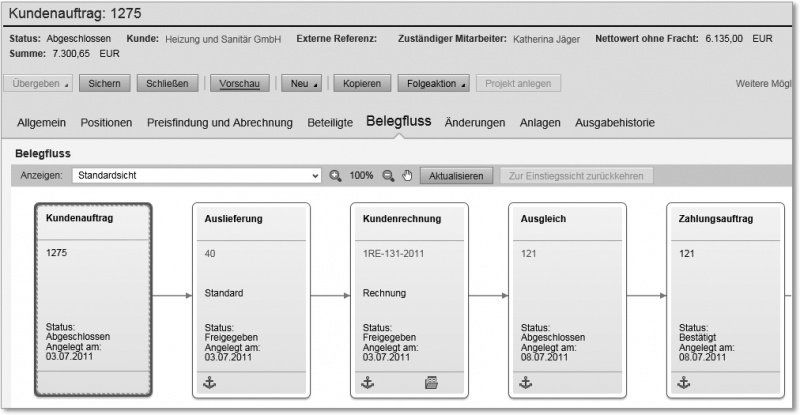 Kundenauftrag: 1275
Status: Abgeschlossen Kunde: Heizung und Sanitär GmbH Externe Referenz: Zuständiger Mitarbeiter: Katherina Jäger Nettowert ohne Fracht: 6.135,00 EUR
Summe: 7.300,65 EUR
Übergeben Sichern Schließen Vorschau Neu Kopieren Folgeaktion Projekt anlegen Weitere Mögl
Allgemein Positionen Preisfindung und Abrechnung Beteiligte Belegfluss Änderungen Anlagen Ausgabehistorie
Belegfluss
Anzeigen: Standardsicht 100% Aktualisieren Zur Einstiegssicht zurückkehren
Kundenauftrag
1275
Status:
Abgeschlossen
Angelegt am:
03.07.2011
Auslieferung
40
Standard
Status:
Freigegeben
Angelegt am:
03.07.2011
Kundenrechnung
1RE-131-2011
Rechnung
Status:
Freigegeben
Angelegt am:
03.07.2011
Ausgleich
121
Status:
Abgeschlossen
Angelegt am:
08.07.2011
Zahlungsauftrag
121
Status:
Bestätigt
Angelegt am:
08.07.2011